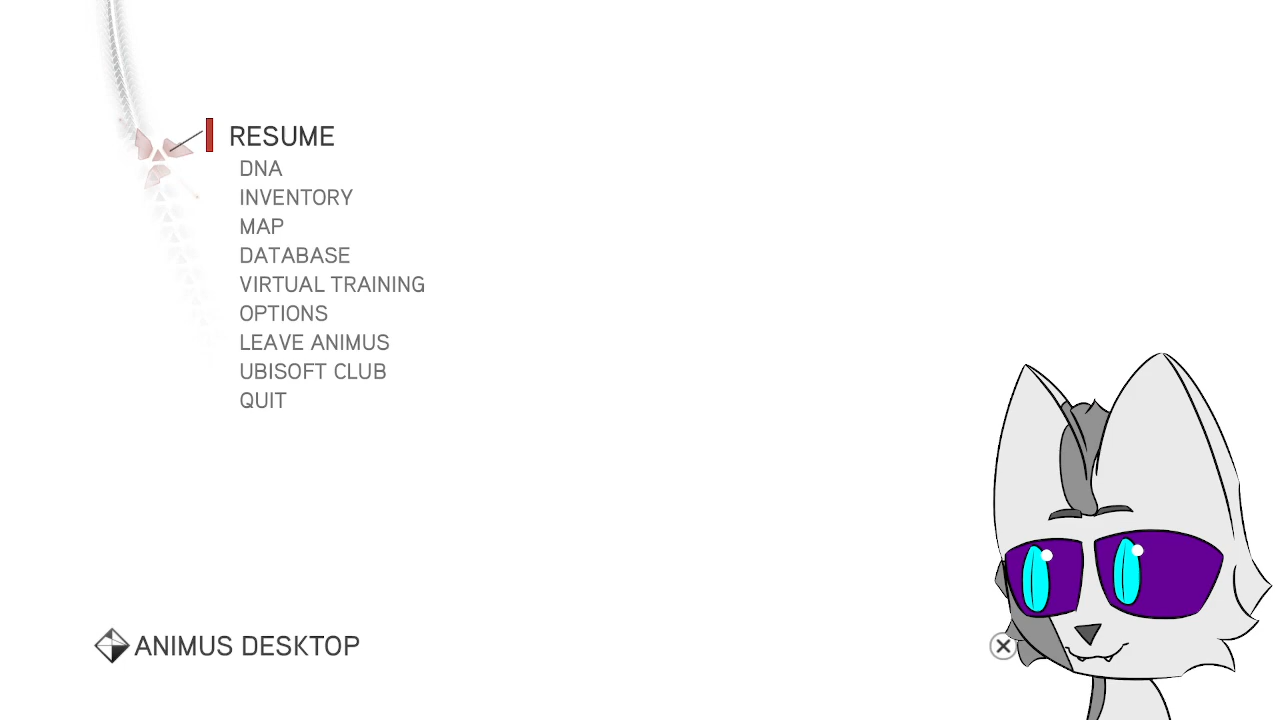 RESUME
DNA
INVENTORY
MAP
DATABASE
VIRTUAL TRAINING
OPTIONS
LEAVE ANIMUS
UBISOFT CLUB
QUIT
ANIMUS DESKTOP